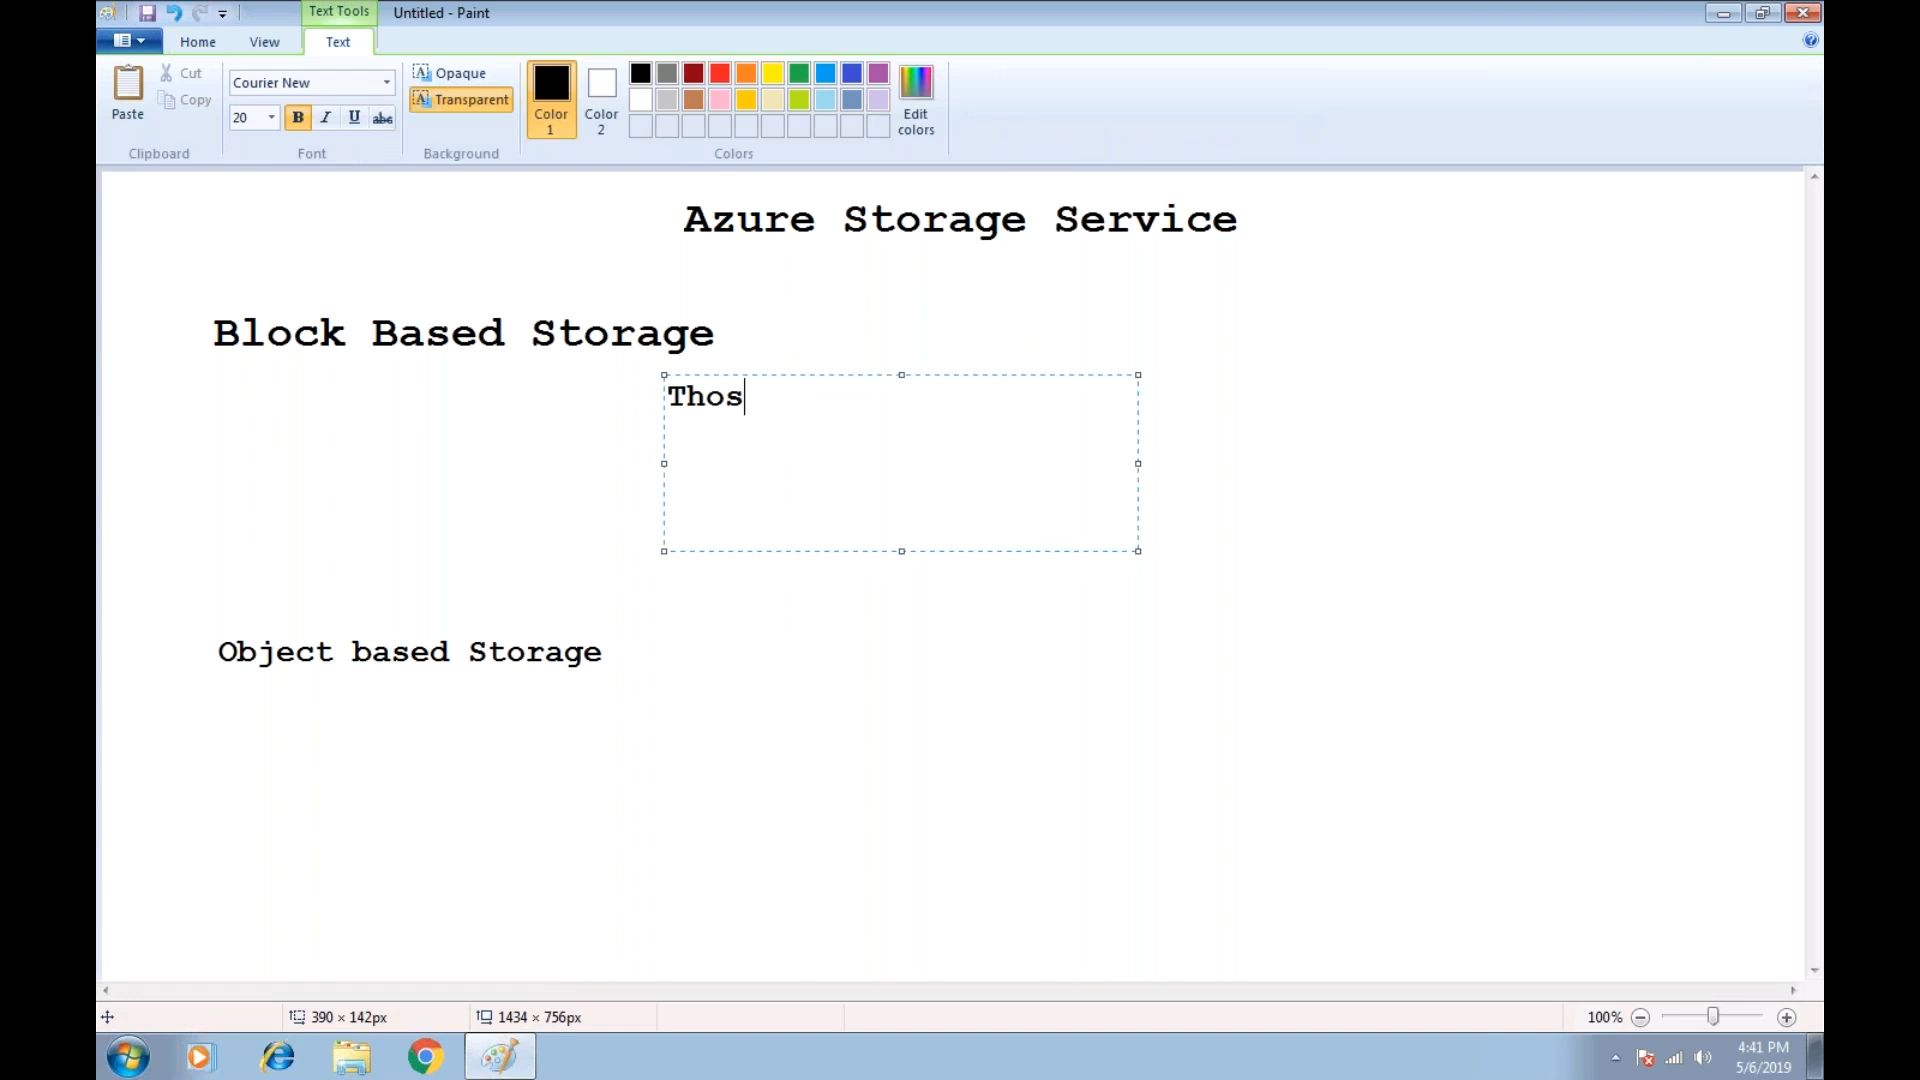 Text Tools
Untitled - Paint
Home
View
Text
Paste
Cut
Copy
Clipboard
Courier New
20
B
I
U
abc
Font
Opaque
Transparent
Background
Color
1
Color
2
Edit
colors
Colors
Azure Storage Service
Block Based Storage
Thos
Object based Storage
390 × 142px
1434 × 756px
100%
4:41 PM
5/6/2019